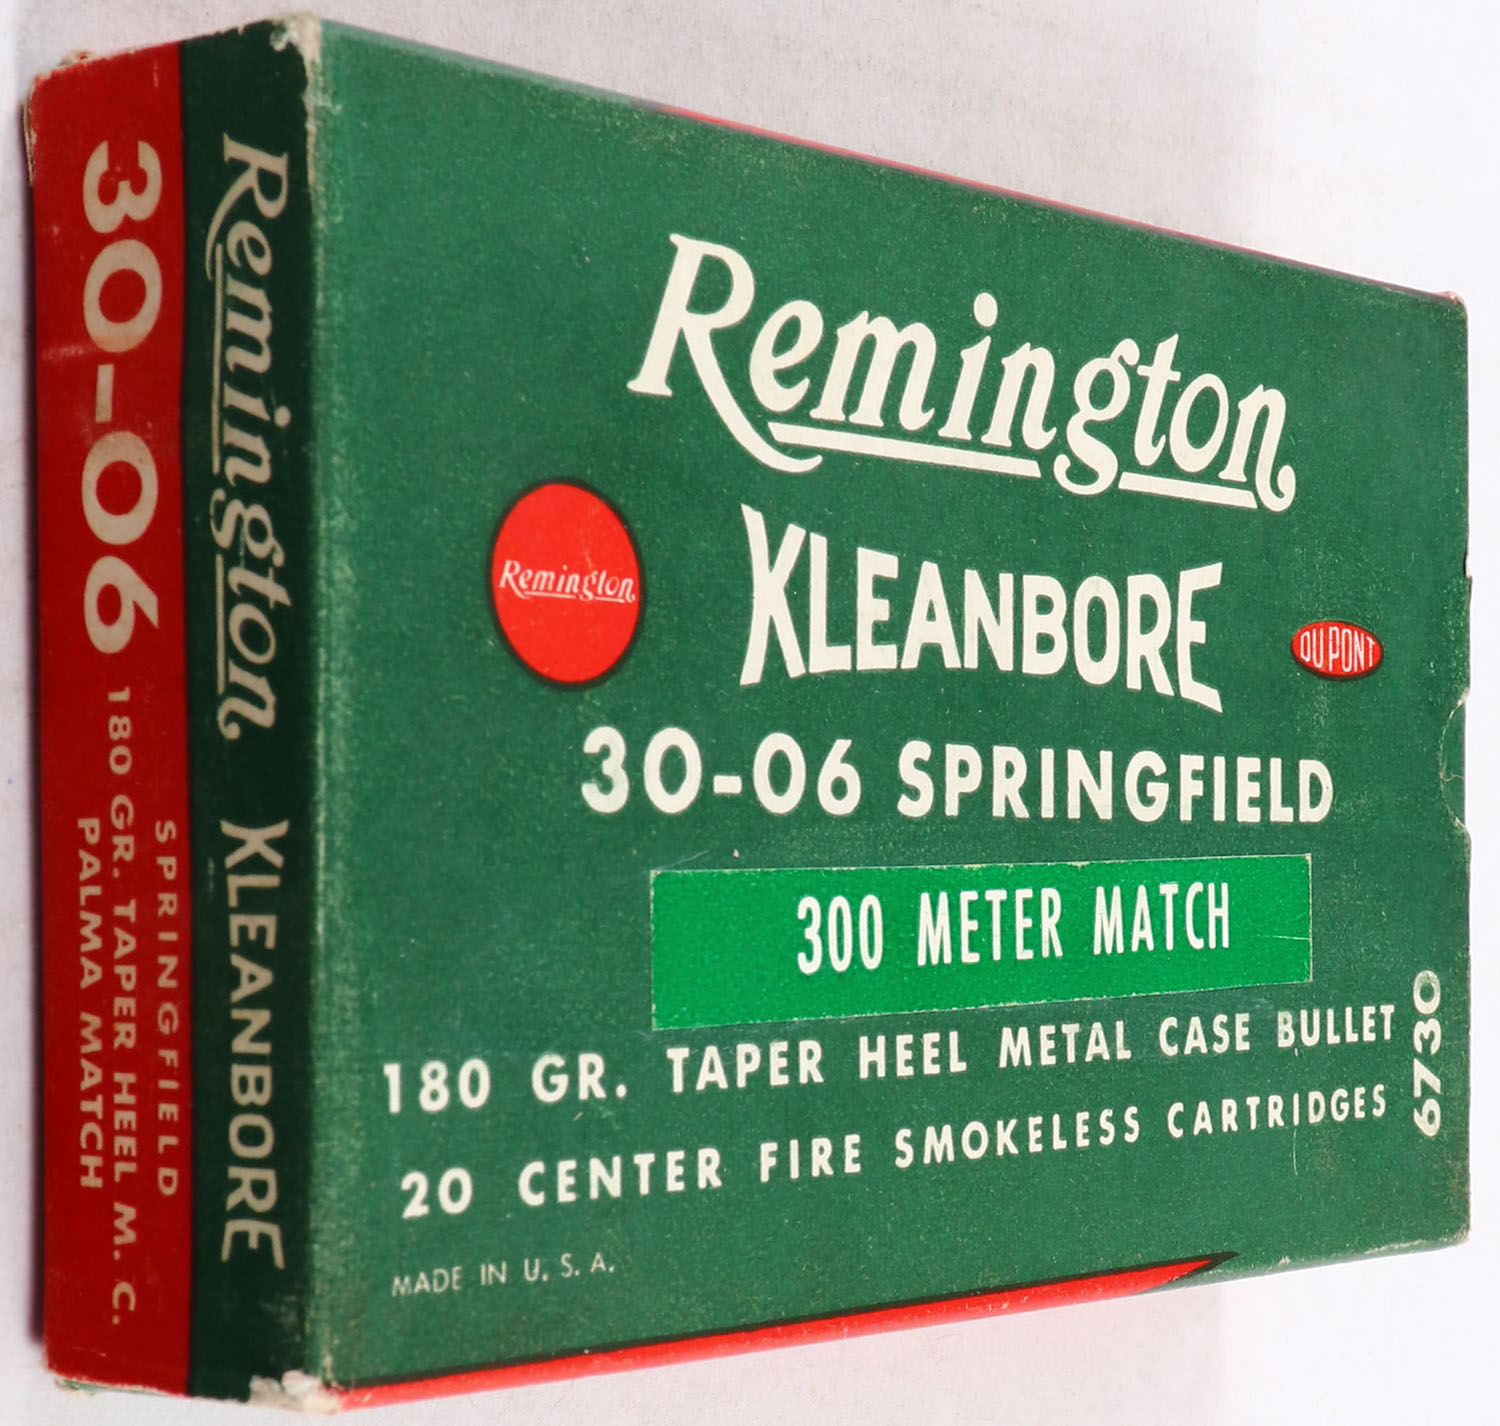 Remington
KLEANBORE
Remington
DU PONT
30-06 SPRINGFIELD
300 METER MATCH
180 GR. TAPER HEEL METAL CASE BULLET
20 CENTER FIRE SMOKELESS CARTRIDGES
6730
MADE IN U. S. A.
Remington KLEANBORE
30-06 SPRINGFIELD
180 GR. TAPER HEEL M. C.
PALMA MATCH